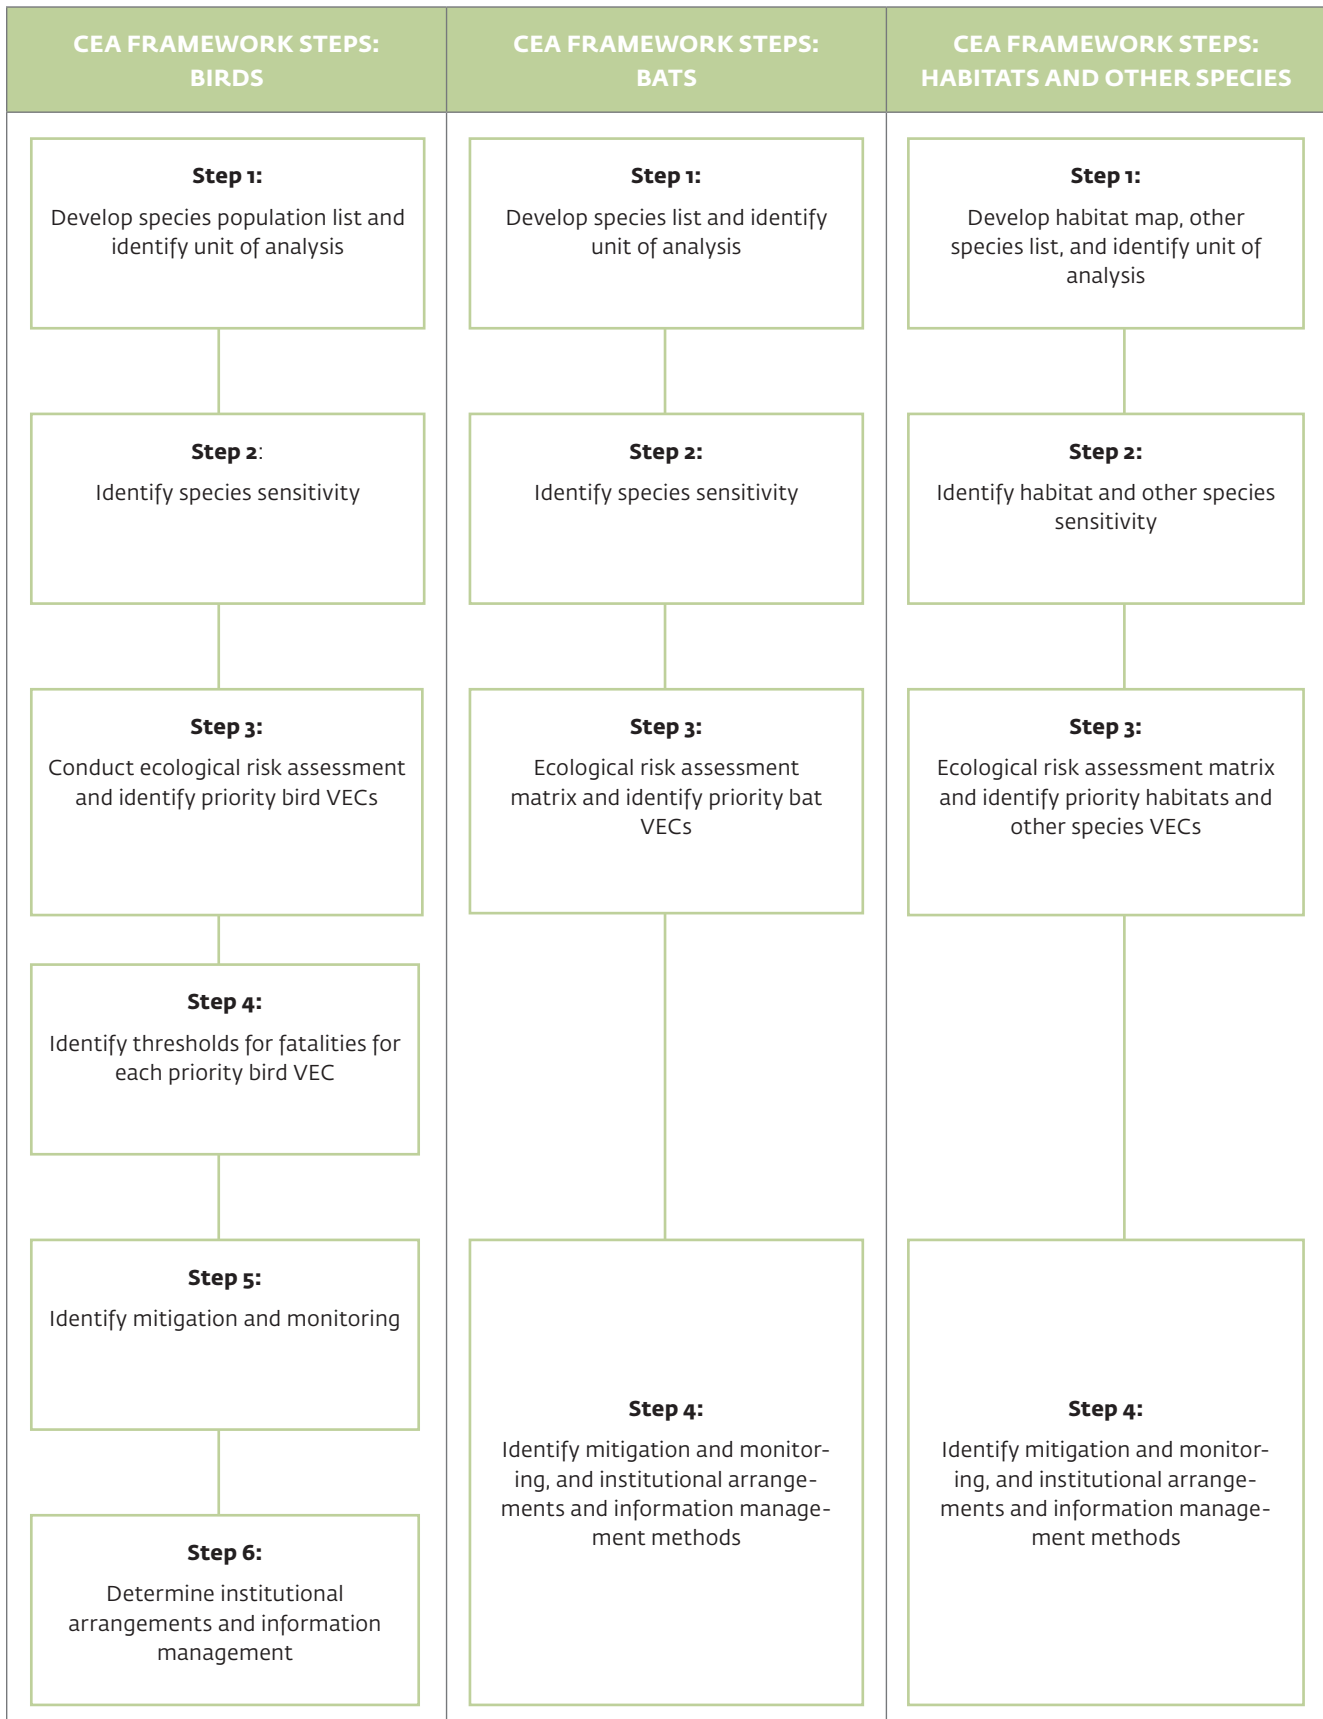 CEA FRAMEWORK STEPS:
BIRDS
Step 1:
Develop species population list and
identify unit of analysis
Step 2:
Identify species sensitivity
Step 3:
Conduct ecological risk assessment
and identify priority bird VECs
Step 4:
Identify thresholds for fatalities for
each priority bird VEC
Step 5:
Identify mitigation and monitoring
Step 6:
Determine institutional
arrangements and information
management
CEA FRAMEWORK STEPS:
BATS
Step 1:
Develop species list and identify
unit of analysis
Step 2:
Identify species sensitivity
Step 3:
Ecological risk assessment
matrix and identify priority bat
VECs
Step 4:
Identify mitigation and monitor-
ing, and institutional arrange-
ments and information manage-
ment methods
CEA FRAMEWORK STEPS:
HABITATS AND OTHER SPECIES
Step 1:
Develop habitat map, other
species list, and identify unit of
analysis
Step 2:
Identify habitat and other species
sensitivity
Step 3:
Ecological risk assessment matrix
and identify priority habitats and
other species VECs
Step 4:
Identify mitigation and monitor-
ing, and institutional arrange-
ments and information manage-
ment methods